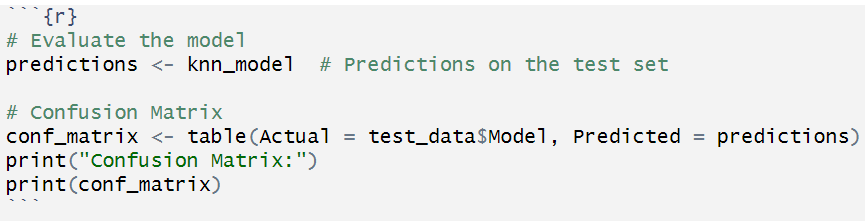 ```{r}
# Evaluate the model
predictions <- knn_model  # Predictions on the test set

# Confusion Matrix
conf_matrix <- table(Actual = test_data$Model, Predicted = predictions)
print("Confusion Matrix:")
print(conf_matrix)
```